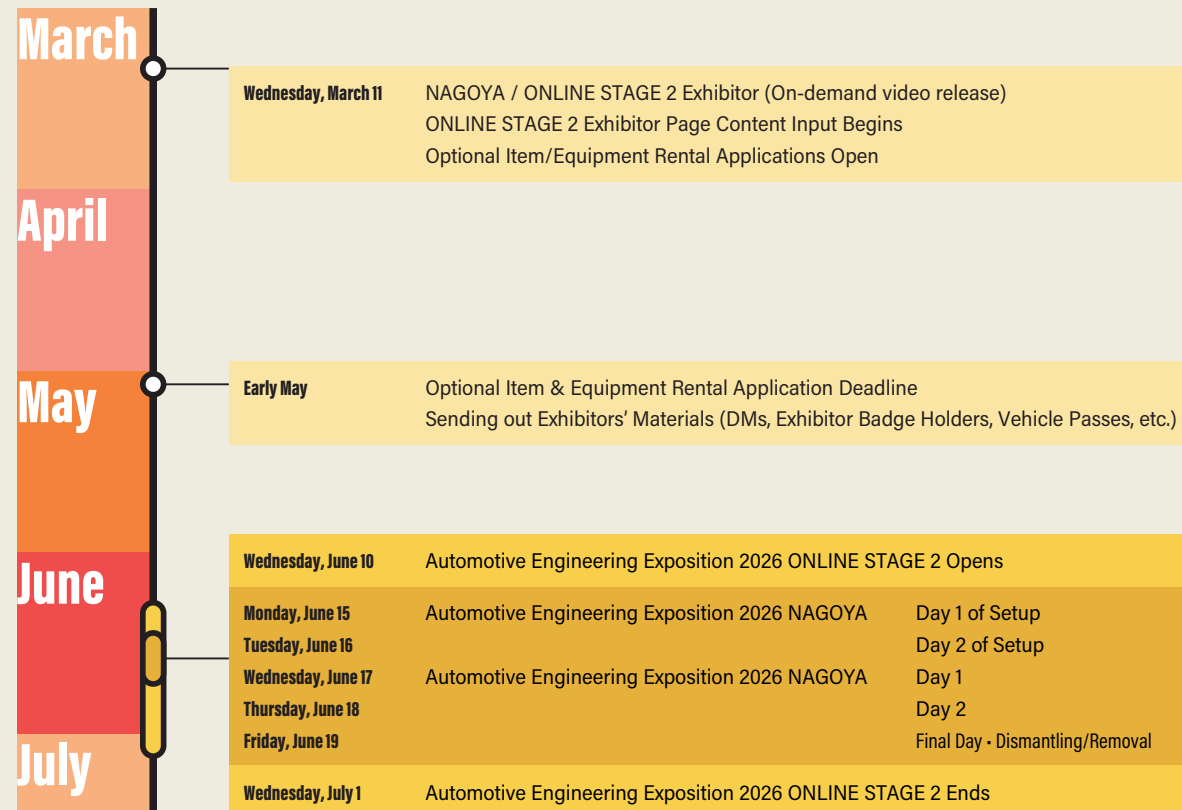 March
Wednesday, March 11 NAGOYA / ONLINE STAGE 2 Exhibitor (On-demand video release)
ONLINE STAGE 2 Exhibitor Page Content Input Begins
Optional Item/Equipment Rental Applications Open
April
May
Early May Optional Item & Equipment Rental Application Deadline
Sending out Exhibitors’ Materials (DMs, Exhibitor Badge Holders, Vehicle Passes, etc.)
June
Wednesday, June 10 Automotive Engineering Exposition 2026 ONLINE STAGE 2 Opens
Monday, June 15 Automotive Engineering Exposition 2026 NAGOYA Day 1 of Setup
Tuesday, June 16 Day 2 of Setup
Wednesday, June 17 Automotive Engineering Exposition 2026 NAGOYA Day 1
Thursday, June 18 Day 2
Friday, June 19 Final Day・Dismantling/Removal
July
Wednesday, July 1 Automotive Engineering Exposition 2026 ONLINE STAGE 2 Ends